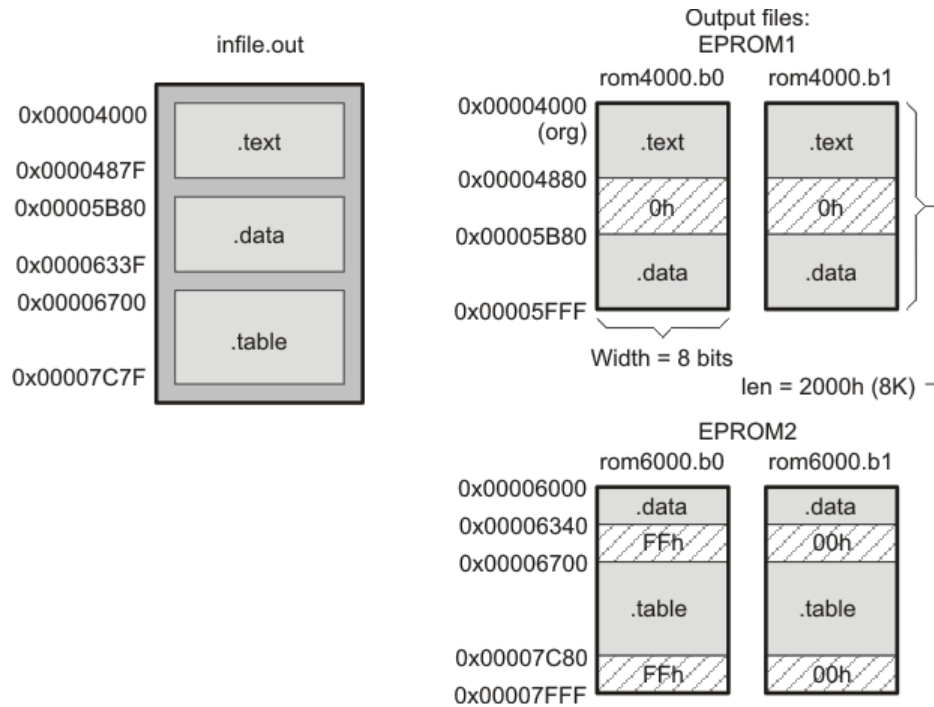 infile.out
0x00004000
.text
0x0000487F
0x00005B80
.data
0x0000633F
0x00006700
.table
0x00007C7F
Output files:
EPROM1
rom4000.b0 rom4000.b1
0x00004000
(org)
.text .text
0x00004880
0h 0h
0x00005B80
.data .data
0x00005FFF
Width = 8 bits
len = 2000h (8K)
EPROM2
rom6000.b0 rom6000.b1
0x00006000
.data .data
0x00006340
FFh 00h
0x00006700
.table .table
0x00007C80
FFh 00h
0x00007FFF